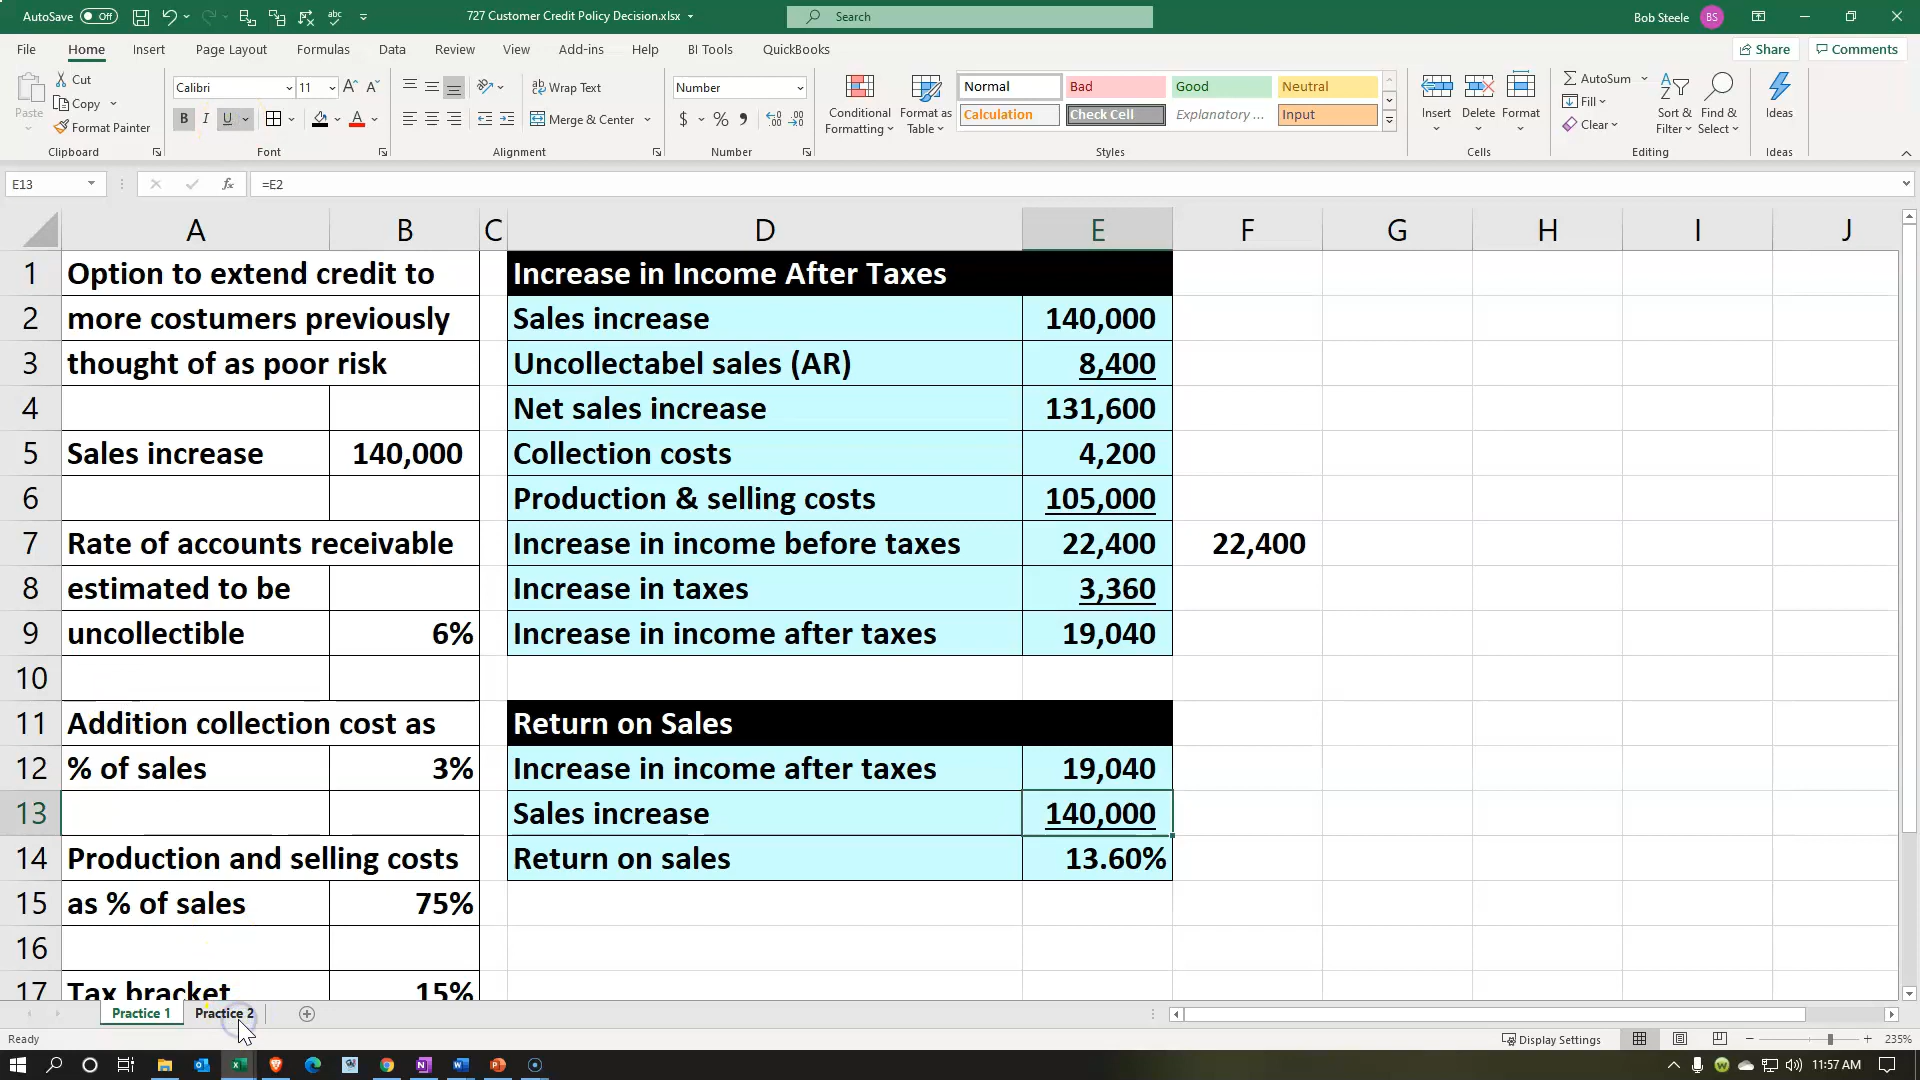 AutoSave Off 727 Customer Credit Policy Decision.xlsx Search Bob Steele BS
File Home Insert Page Layout Formulas Data Review View Add-ins Help BI Tools QuickBooks Share Comments
Paste Cut Copy Format Painter Clipboard
Calibri 11 A A B I U A Font
Wrap Text Merge & Center Alignment
Number $ % Number
Conditional Formatting Format as Table
Normal Bad Good Neutral
Calculation Check Cell Explanatory ... Input
Styles
Insert Delete Format Cells
AutoSum Fill Clear Sort & Filter Find & Select Editing
Ideas Ideas
E13 fx =E2
A B C D E F G H I J
1 Option to extend credit to Increase in Income After Taxes
2 more costumers previously Sales increase 140,000
3 thought of as poor risk Uncollectabel sales (AR) 8,400
4 Net sales increase 131,600
5 Sales increase 140,000 Collection costs 4,200
6 Production & selling costs 105,000
7 Rate of accounts receivable Increase in income before taxes 22,400 22,400
8 estimated to be Increase in taxes 3,360
9 uncollectible 6% Increase in income after taxes 19,040
10
11 Addition collection cost as Return on Sales
12 % of sales 3% Increase in income after taxes 19,040
13 Sales increase 140,000
14 Production and selling costs Return on sales 13.60%
15 as % of sales 75%
16
17 Tax bracket 15%
Practice 1 Practice 2
Ready Display Settings 235%
11:57 AM